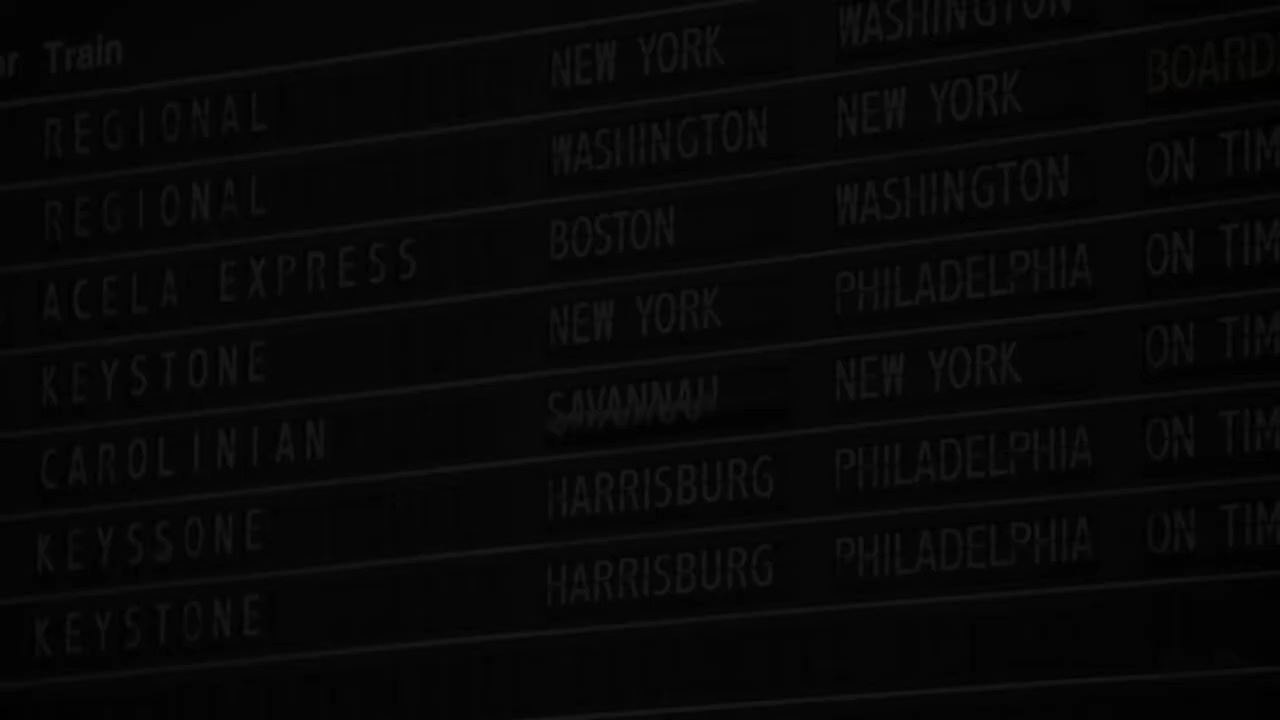 or Train
REGIONAL NEW YORK WASHINGTON
REGIONAL WASHINGTON NEW YORK BOARD
ACELA EXPRESS BOSTON WASHINGTON ON TIM
KEYSTONE NEW YORK PHILADELPHIA ON TIM
CAROLINIAN SAVANNAH NEW YORK ON TIM
KEYSSONE HARRISBURG PHILADELPHIA ON TIM
KEYSTONE HARRISBURG PHILADELPHIA ON TIM